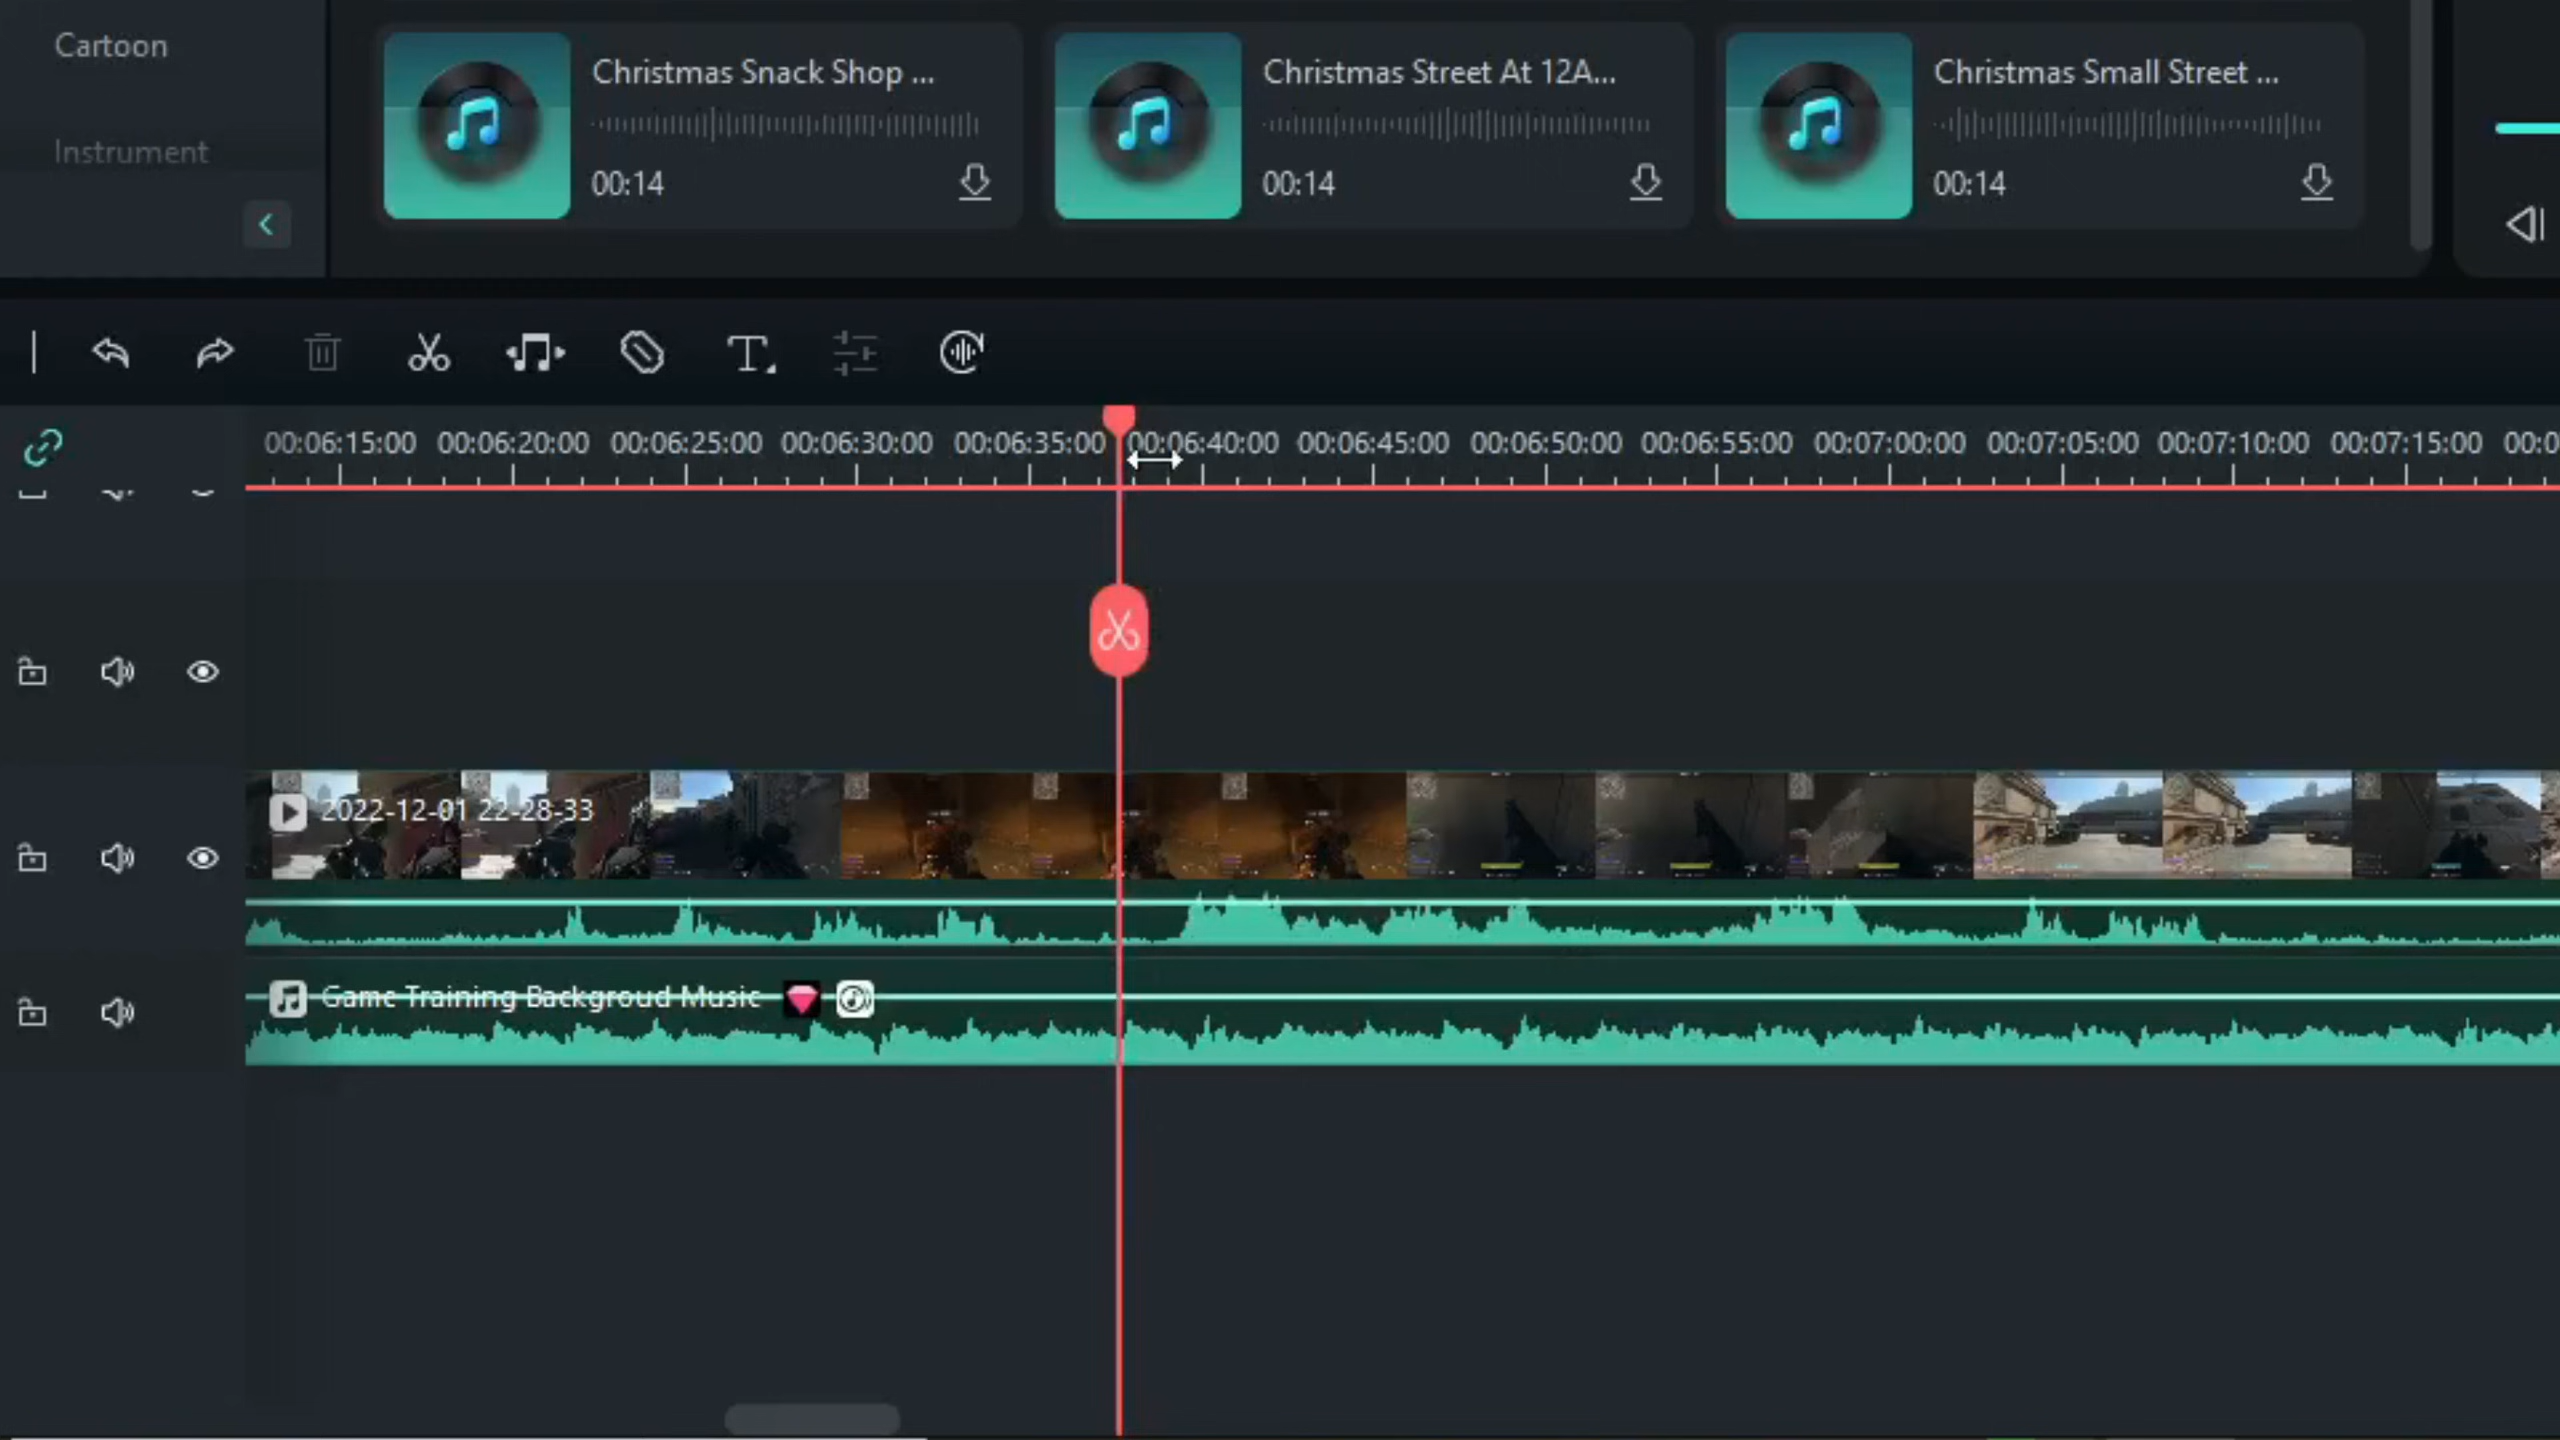 Cartoon
Instrument
Christmas Snack Shop ...
00:14
Christmas Street At 12A...
00:14
Christmas Small Street ...
00:14
00:06:15:00 00:06:20:00 00:06:25:00 00:06:30:00 00:06:35:00 00:06:40:00 00:06:45:00 00:06:50:00 00:06:55:00 00:07:00:00 00:07:05:00 00:07:10:00 00:07:15:00 00:0
2022-12-01 22-28-33
Game Training Backgroud Music